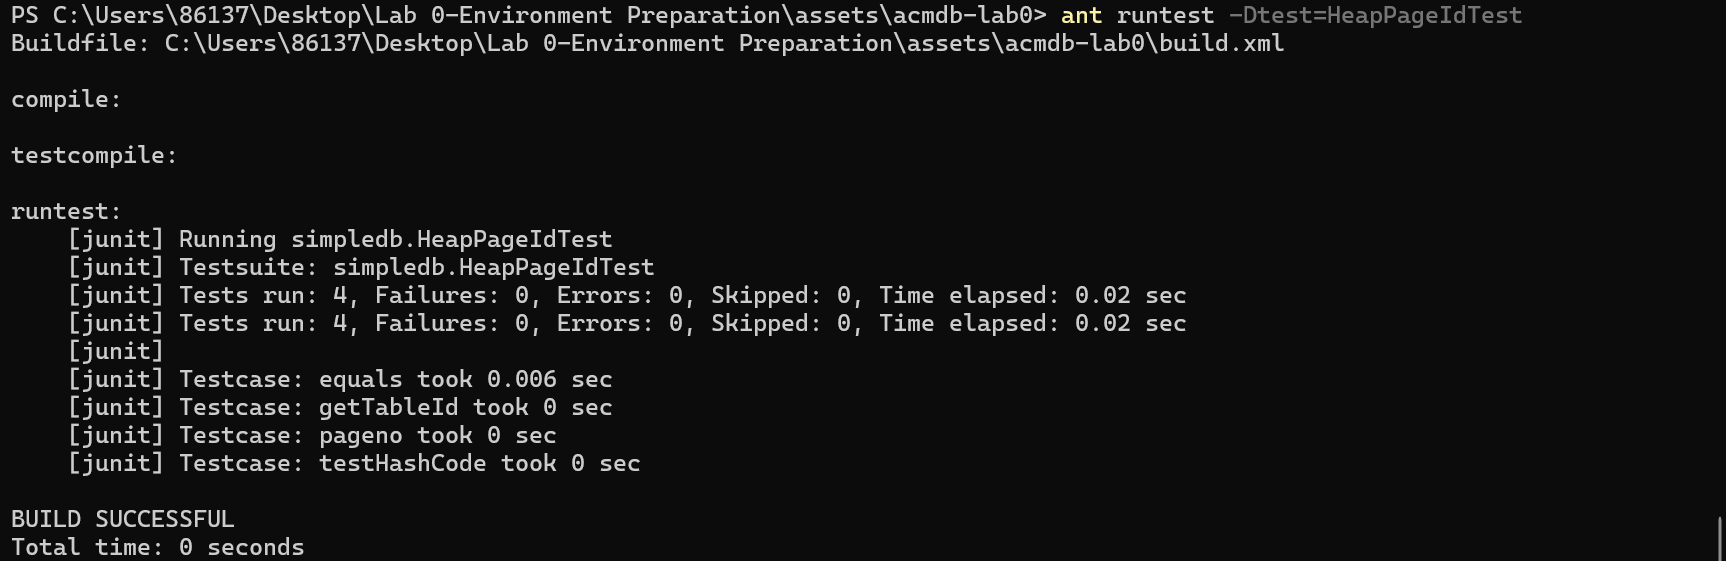 PS C:\Users\86137\Desktop\Lab 0-Environment Preparation\assets\acmdb-lab0> ant runtest -Dtest=HeapPageIdTest
Buildfile: C:\Users\86137\Desktop\Lab 0-Environment Preparation\assets\acmdb-lab0\build.xml
compile:
testcompile:
runtest:
[junit] Running simpledb.HeapPageIdTest
[junit] Testsuite: simpledb.HeapPageIdTest
[junit] Tests run: 4, Failures: 0, Errors: 0, Skipped: 0, Time elapsed: 0.02 sec
[junit] Tests run: 4, Failures: 0, Errors: 0, Skipped: 0, Time elapsed: 0.02 sec
[junit]
[junit] Testcase: equals took 0.006 sec
[junit] Testcase: getTableId took 0 sec
[junit] Testcase: pageno took 0 sec
[junit] Testcase: testHashCode took 0 sec
BUILD SUCCESSFUL
Total time: 0 seconds